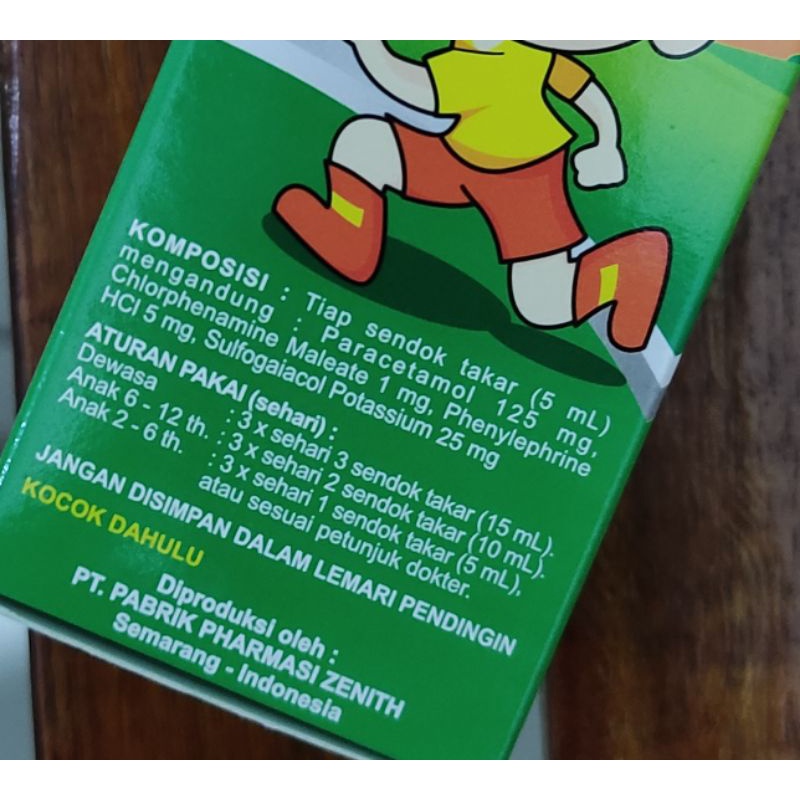 KOMPOSISI : Tiap sendok takar (5 mL)
mengandung : Paracetamol 125 mg,
Chlorphenamine Maleate 1 mg, Phenylephrine
HCl 5 mg, Sulfogaiacol Potassium 25 mg
ATURAN PAKAI (sehari) :
Dewasa : 3 x sehari 3 sendok takar (15 mL).
Anak 6 - 12 th. : 3 x sehari 2 sendok takar (10 mL).
Anak 2 - 6 th. : 3 x sehari 1 sendok takar (5 mL),
atau sesuai petunjuk dokter.
JANGAN DISIMPAN DALAM LEMARI PENDINGIN
KOCOK DAHULU
Diproduksi oleh :
PT. PABRIK PHARMASI ZENITH
Semarang - Indonesia